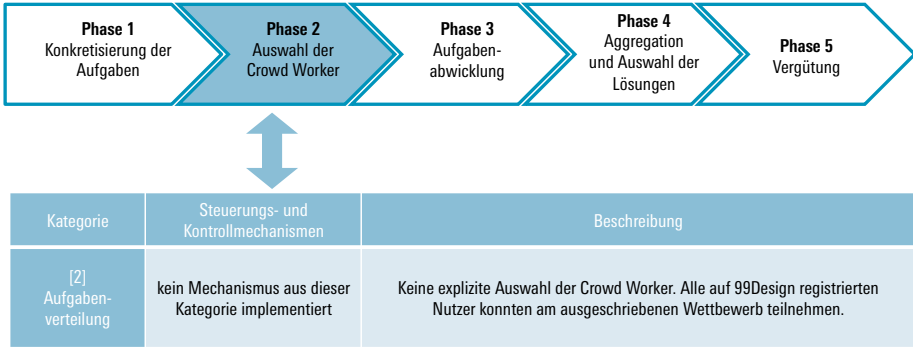 Phase 1
Konkretisierung der
Aufgaben
Phase 2
Auswahl der
Crowd Worker
Phase 3
Aufgaben-
abwicklung
Phase 4
Aggregation
und Auswahl der
Lösungen
Phase 5
Vergütung
Kategorie
Steuerungs- und
Kontrollmechanismen
Beschreibung
[2]
Aufgaben-
verteilung
kein Mechanismus aus dieser
Kategorie implementiert
Keine explizite Auswahl der Crowd Worker. Alle auf 99Design registrierten
Nutzer konnten am ausgeschriebenen Wettbewerb teilnehmen.